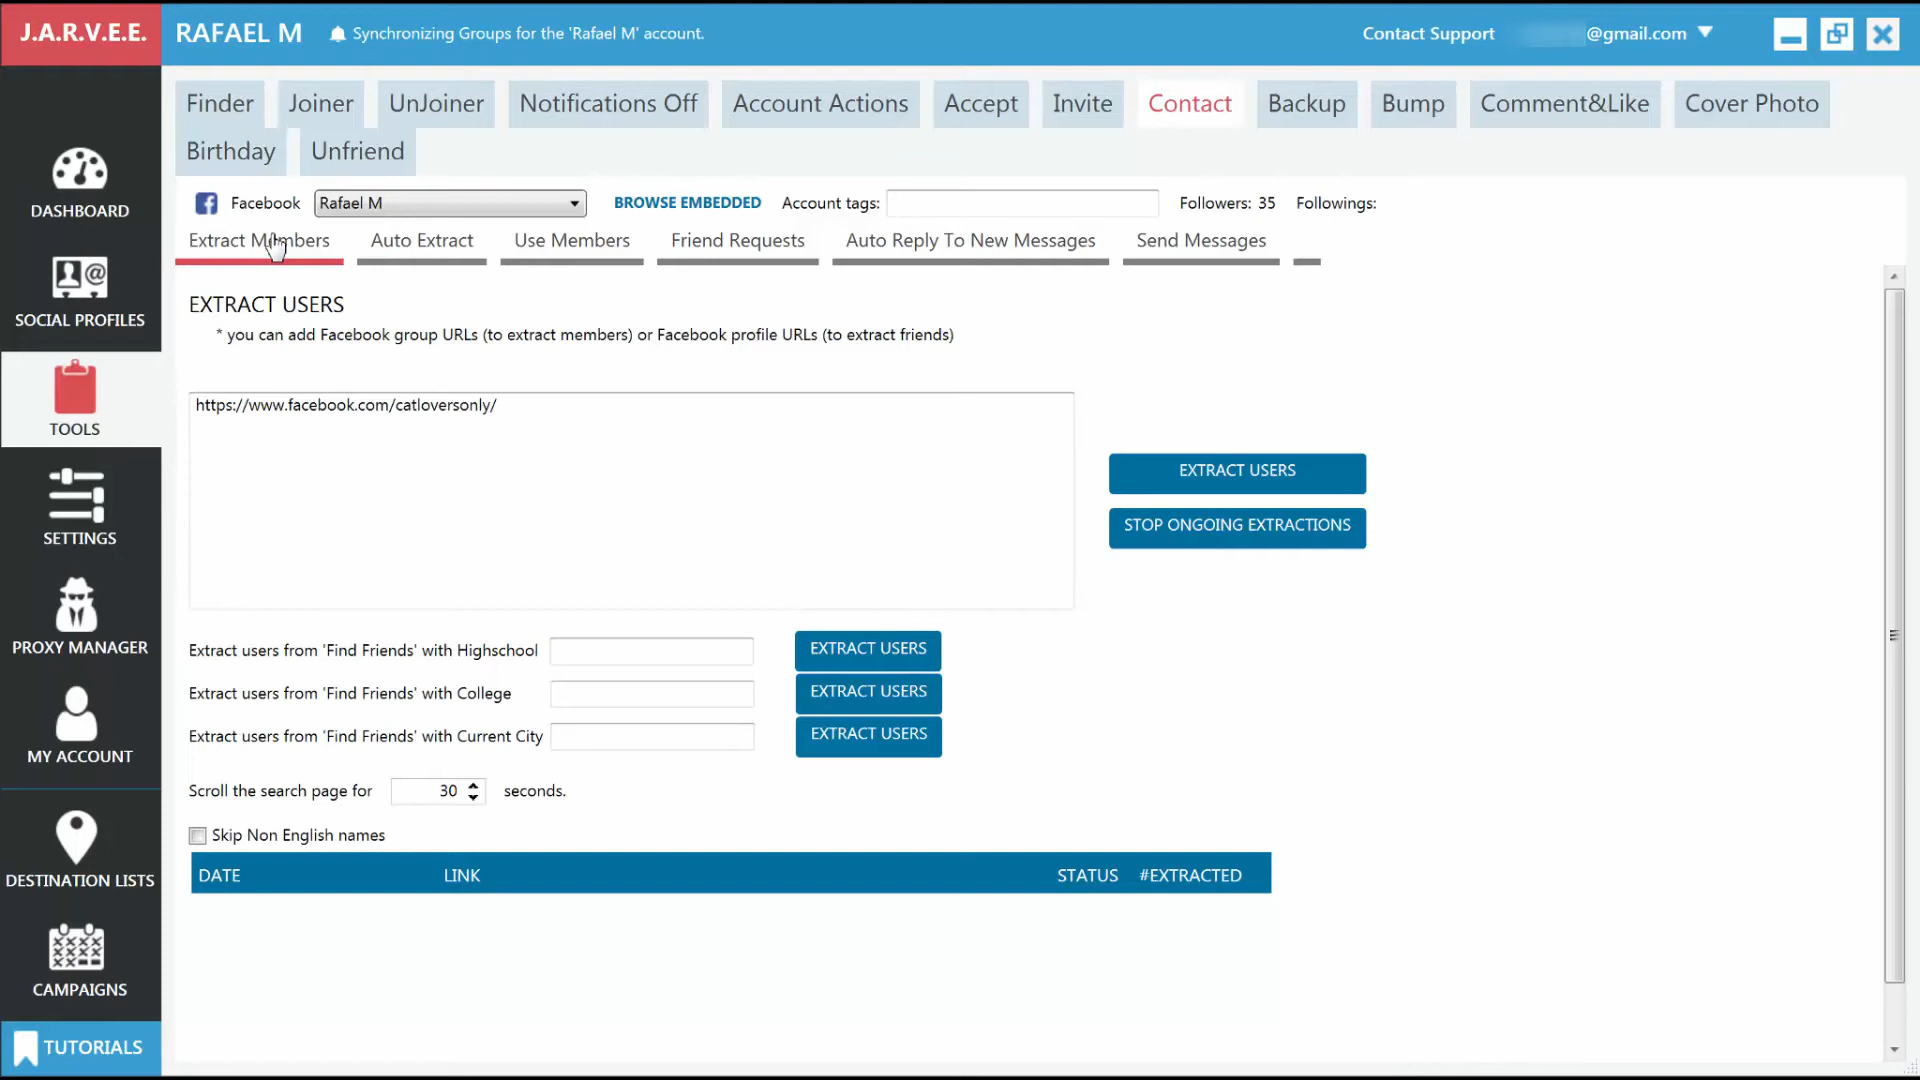 J.A.R.V.E.E.
RAFAEL M
Synchronizing Groups for the 'Rafael M' account.
Contact Support
@gmail.com
Finder Joiner UnJoiner Notifications Off Account Actions Accept Invite Contact Backup Bump Comment&Like Cover Photo
Birthday Unfriend
Facebook Rafael M BROWSE EMBEDDED Account tags: Followers: 35 Followings:
Extract Members Auto Extract Use Members Friend Requests Auto Reply To New Messages Send Messages
DASHBOARD
SOCIAL PROFILES
TOOLS
SETTINGS
PROXY MANAGER
MY ACCOUNT
DESTINATION LISTS
CAMPAIGNS
TUTORIALS
EXTRACT USERS
* you can add Facebook group URLs (to extract members) or Facebook profile URLs (to extract friends)
https://www.facebook.com/catloversonly/
EXTRACT USERS
STOP ONGOING EXTRACTIONS
Extract users from 'Find Friends' with Highschool EXTRACT USERS
Extract users from 'Find Friends' with College EXTRACT USERS
Extract users from 'Find Friends' with Current City EXTRACT USERS
Scroll the search page for 30 seconds.
Skip Non English names
DATE LINK STATUS #EXTRACTED